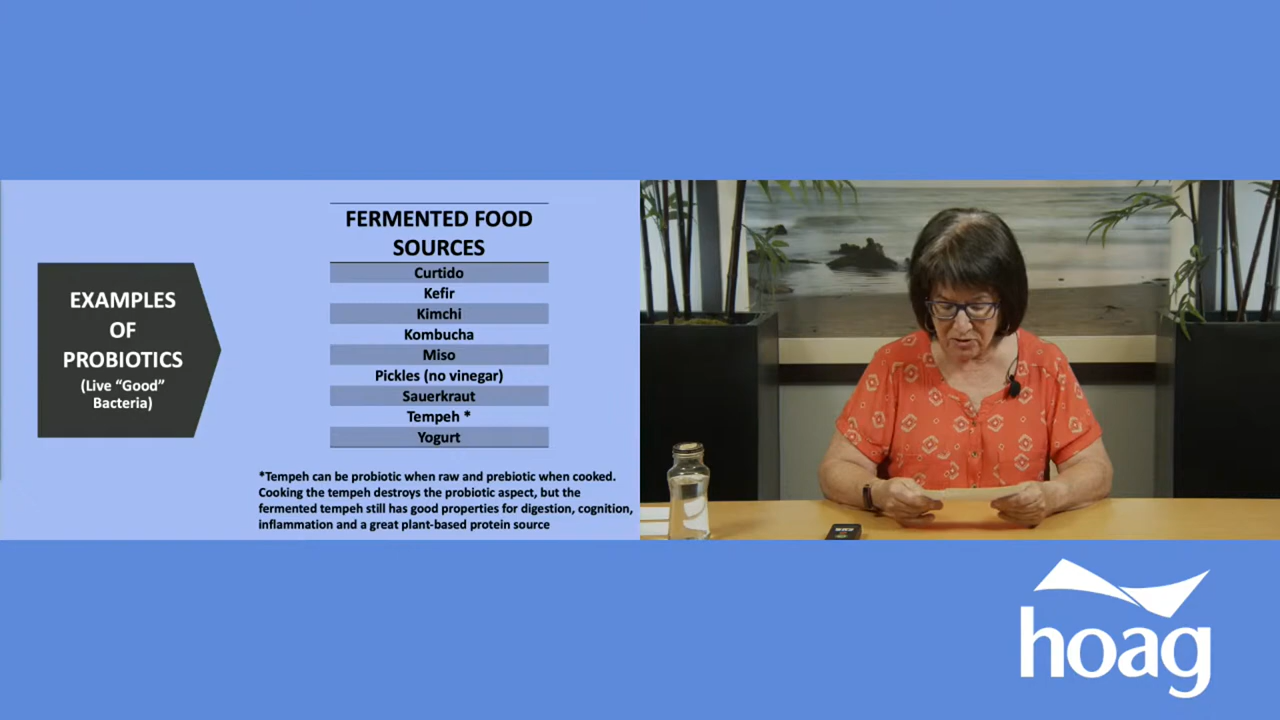 EXAMPLES
OF
PROBIOTICS
(Live “Good”
Bacteria)
FERMENTED FOOD
SOURCES
Curtido
Kefir
Kimchi
Kombucha
Miso
Pickles (no vinegar)
Sauerkraut
Tempeh *
Yogurt
*Tempeh can be probiotic when raw and prebiotic when cooked.
Cooking the tempeh destroys the probiotic aspect, but the
fermented tempeh still has good properties for digestion, cognition,
inflammation and a great plant-based protein source
hoag